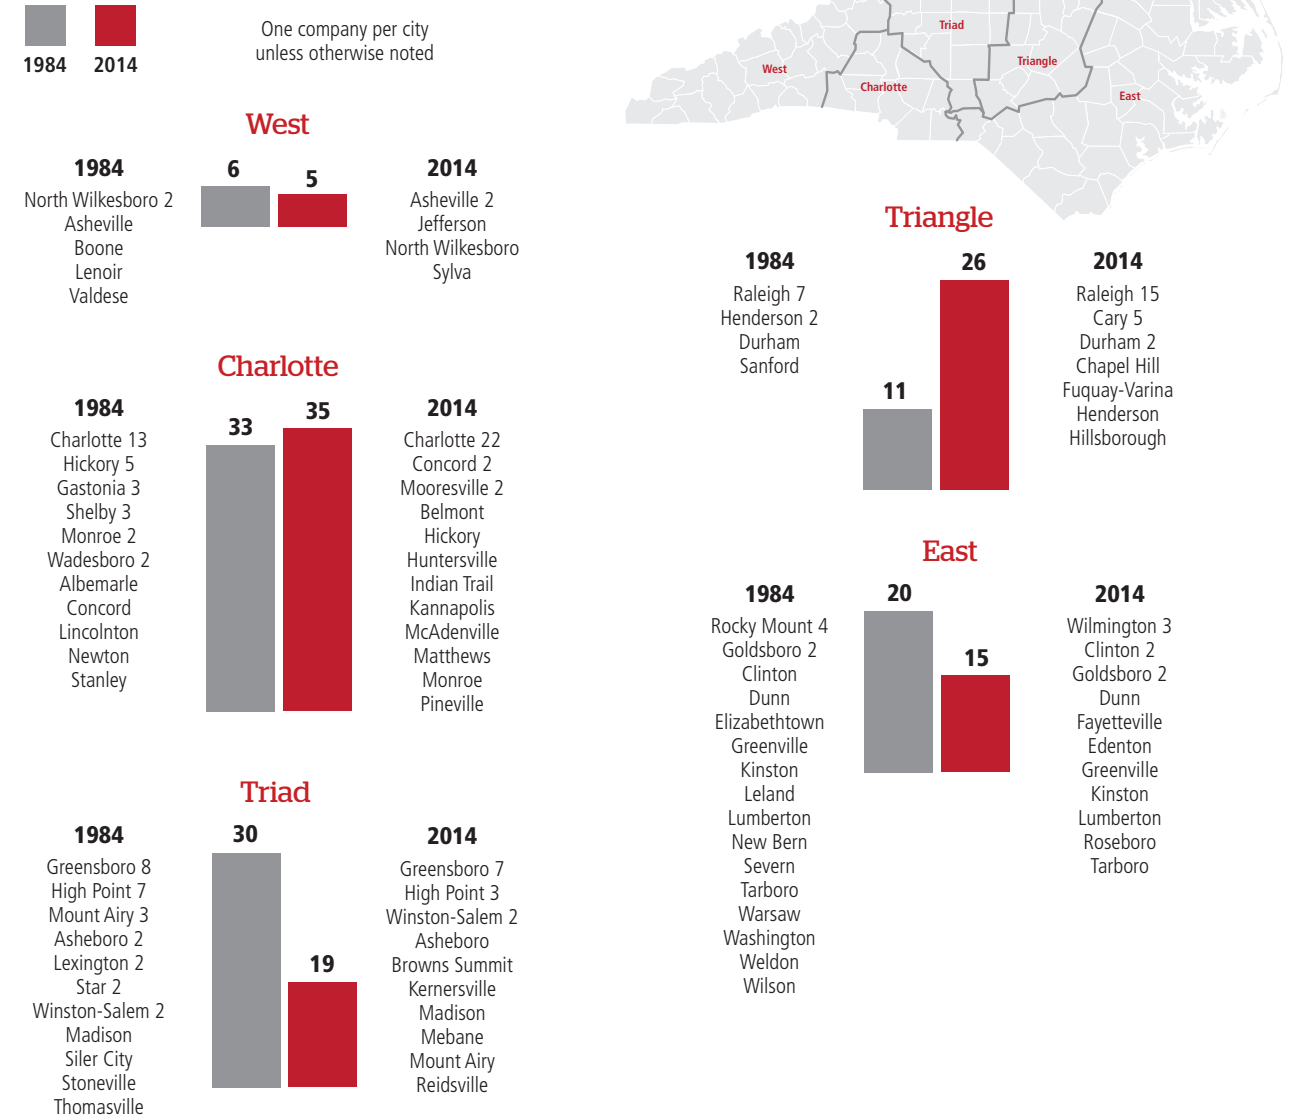 1984 2014
One company per city
unless otherwise noted
Triad
West
Triangle
Charlotte
East
West
1984
North Wilkesboro 2
Asheville
Boone
Lenoir
Valdese
6
5
2014
Asheville 2
Jefferson
North Wilkesboro
Sylva
Charlotte
1984
Charlotte 13
Hickory 5
Gastonia 3
Shelby 3
Monroe 2
Wadesboro 2
Albemarle
Concord
Lincolnton
Newton
Stanley
33
35
2014
Charlotte 22
Concord 2
Mooresville 2
Belmont
Hickory
Huntersville
Indian Trail
Kannapolis
McAdenville
Matthews
Monroe
Pineville
Triad
1984
Greensboro 8
High Point 7
Mount Airy 3
Asheboro 2
Lexington 2
Star 2
Winston-Salem 2
Madison
Siler City
Stoneville
Thomasville
30
19
2014
Greensboro 7
High Point 3
Winston-Salem 2
Asheboro
Browns Summit
Kernersville
Madison
Mebane
Mount Airy
Reidsville
Triangle
1984
Raleigh 7
Henderson 2
Durham
Sanford
11
26
2014
Raleigh 15
Cary 5
Durham 2
Chapel Hill
Fuquay-Varina
Henderson
Hillsborough
East
1984
Rocky Mount 4
Goldsboro 2
Clinton
Dunn
Elizabethtown
Greenville
Kinston
Leland
Lumberton
New Bern
Severn
Tarboro
Warsaw
Washington
Weldon
Wilson
20
15
2014
Wilmington 3
Clinton 2
Goldsboro 2
Dunn
Fayetteville
Edenton
Greenville
Kinston
Lumberton
Roseboro
Tarboro